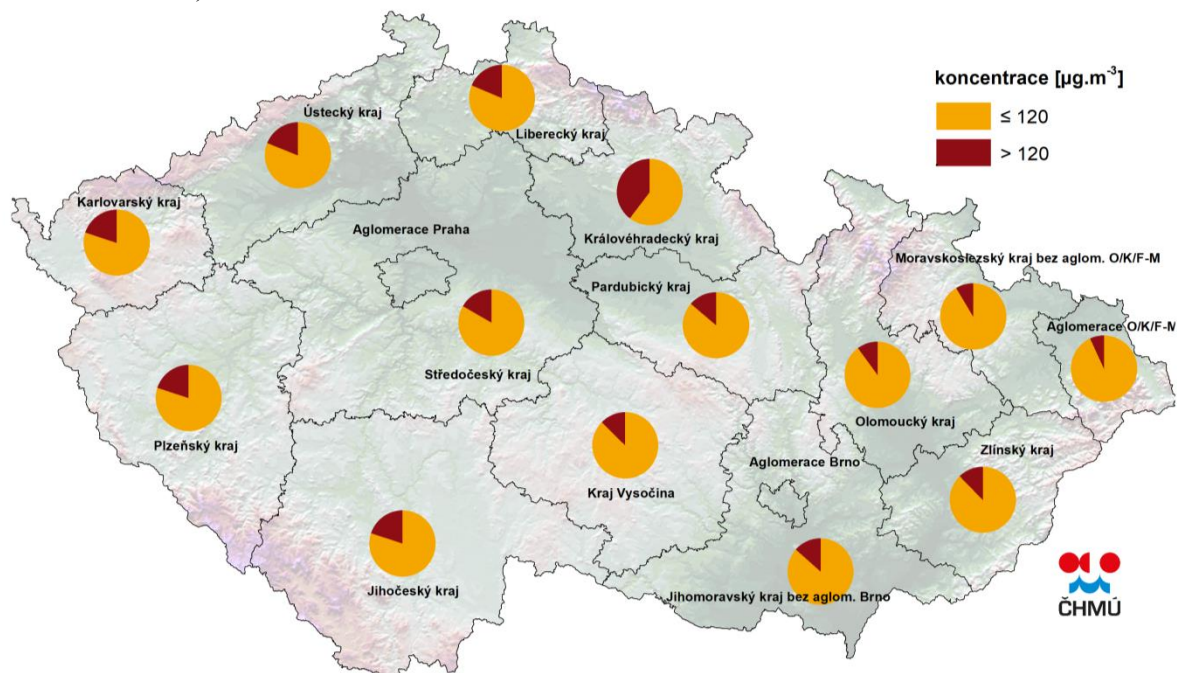 koncentrace [µg.m⁻³]
≤ 120
> 120
Ústecký kraj
Liberecký kraj
Karlovarský kraj
Aglomerace Praha
Královéhradecký kraj
Moravskoslezský kraj bez aglom. O/K/F-M
Pardubický kraj
Aglomerace O/K/F-M
Středočeský kraj
Olomoucký kraj
Plzeňský kraj
Zlínský kraj
Aglomerace Brno
Kraj Vysočina
Jihočeský kraj
Jihomoravský kraj bez aglom. Brno
ČHMÚ